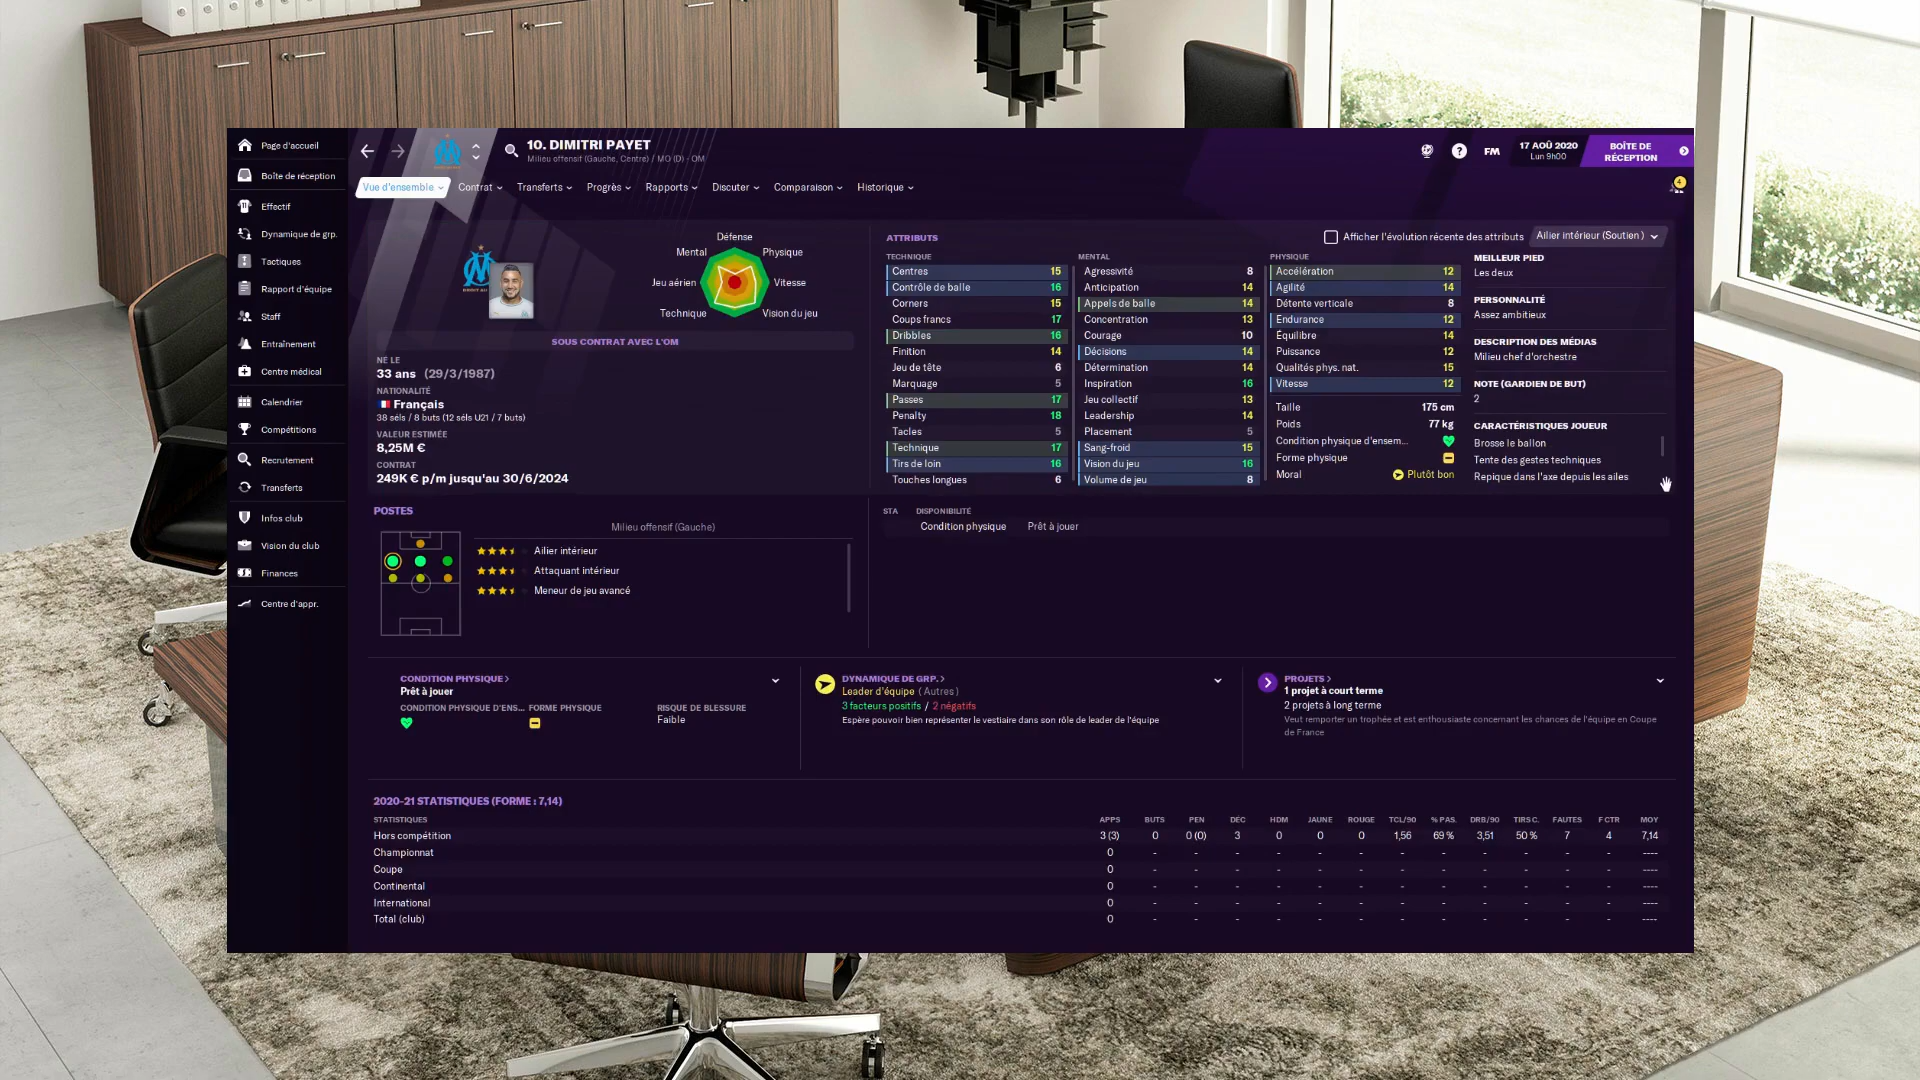 Page d'accueil
Boîte de réception
Effectif
Dynamique de grp.
Tactiques
Rapport d'équipe
Staff
Entraînement
Centre médical
Calendrier
Compétitions
Recrutement
Transferts
Infos club
Vision du club
Finances
Centre d'appr.
10. DIMITRI PAYET
Milieu offensif (Gauche, Centre) / MO (D) - OM
FM
17 AOÛ 2020
Lun 9h00
BOÎTE DE
RÉCEPTION
Vue d'ensemble Contrat Transferts Progrès Rapports Discuter Comparaison Historique
4
Défense
Mental Physique
Jeu aérien Vitesse
Technique Vision du jeu
SOUS CONTRAT AVEC L'OM
NÉ LE
33 ans (29/3/1987)
NATIONALITÉ
Français
38 séls / 8 buts (12 séls U21 / 7 buts)
VALEUR ESTIMÉE
8,25M €
CONTRAT
249K € p/m jusqu'au 30/6/2024
ATTRIBUTS
Afficher l'évolution récente des attributs
Ailier intérieur (Soutien )
TECHNIQUE
Centres 15
Contrôle de balle 16
Corners 15
Coups francs 17
Dribbles 16
Finition 14
Jeu de tête 6
Marquage 5
Passes 17
Penalty 18
Tacles 5
Technique 17
Tirs de loin 16
Touches longues 6
MENTAL
Agressivité 8
Anticipation 14
Appels de balle 14
Concentration 13
Courage 10
Décisions 14
Détermination 14
Inspiration 16
Jeu collectif 13
Leadership 14
Placement 5
Sang-froid 15
Vision du jeu 16
Volume de jeu 8
PHYSIQUE
Accélération 12
Agilité 14
Détente verticale 8
Endurance 12
Équilibre 14
Puissance 12
Qualités phys. nat. 15
Vitesse 12
Taille 175 cm
Poids 77 kg
Condition physique d'ensem...
Forme physique
Moral Plutôt bon
MEILLEUR PIED
Les deux
PERSONNALITÉ
Assez ambitieux
DESCRIPTION DES MÉDIAS
Milieu chef d'orchestre
NOTE (GARDIEN DE BUT)
2
CARACTÉRISTIQUES JOUEUR
Brosse le ballon
Tente des gestes techniques
Repique dans l'axe depuis les ailes
POSTES
Milieu offensif (Gauche)
Ailier intérieur
Attaquant intérieur
Meneur de jeu avancé
STA DISPONIBILITÉ
Condition physique Prêt à jouer
CONDITION PHYSIQUE
Prêt à jouer
CONDITION PHYSIQUE D'ENS... FORME PHYSIQUE RISQUE DE BLESSURE
Faible
DYNAMIQUE DE GRP.
Leader d'équipe ( Autres )
3 facteurs positifs / 2 négatifs
Espère pouvoir bien représenter le vestiaire dans son rôle de leader de l'équipe
PROJETS
1 projet à court terme
2 projets à long terme
Veut remporter un trophée et est enthousiaste concernant les chances de l'équipe en Coupe
de France
2020-21 STATISTIQUES (FORME : 7,14)
STATISTIQUES APPS BUTS PEN DÉC HDM JAUNE ROUGE TCL/90 % PAS. DRB/90 TIRS C. FAUTES F CTR MOY
Hors compétition 3 (3) 0 0 (0) 3 0 0 0 1,56 69 % 3,51 50 % 7 4 7,14
Championnat 0 - - - - - - - - - - - - ----
Coupe 0 - - - - - - - - - - - - ----
Continental 0 - - - - - - - - - - - - ----
International 0 - - - - - - - - - - - - ----
Total (club) 0 - - - - - - - - - - - - ----